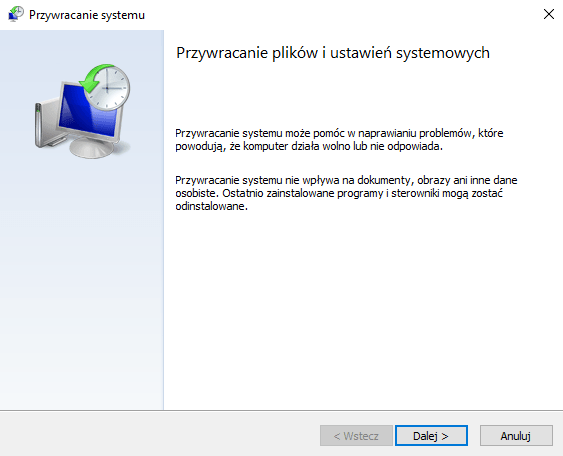 Przywracanie systemu
Przywracanie plików i ustawień systemowych
Przywracanie systemu może pomóc w naprawianiu problemów, które
powodują, że komputer działa wolno lub nie odpowiada.
Przywracanie systemu nie wpływa na dokumenty, obrazy ani inne dane
osobiste. Ostatnio zainstalowane programy i sterowniki mogą zostać
odinstalowane.
< Wstecz
Dalej >
Anuluj